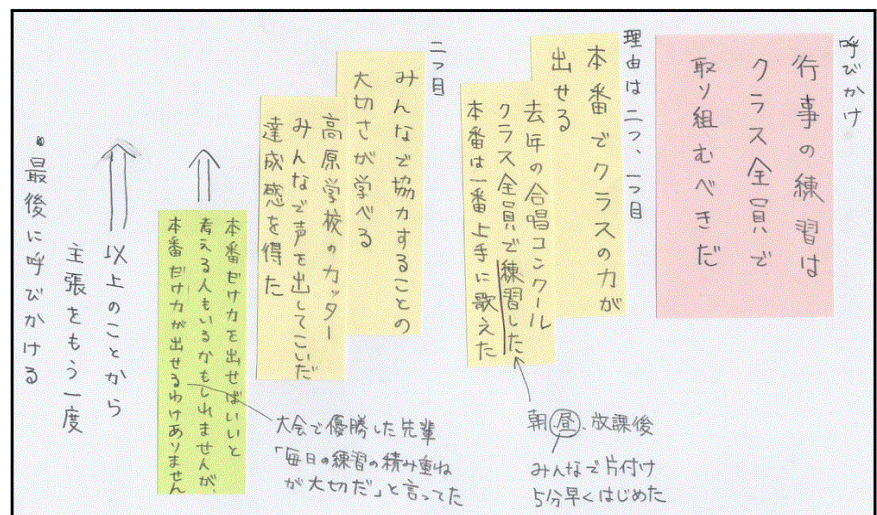 呼びかけ
行事の練習は
クラス全員で
取り組むべきだ
理由は二つ、一つ目
本番でクラスの力が
出せる
去年の合唱コンクール
クラス全員で練習した
本番は一番上手に歌えた
朝昼、放課後
みんなで片付け
5分早くはじめた
二つ目
みんなで協力することの
大切さが学べる
高原学校のカッター
みんなで声を出してこいだ
達成感を得た
本番だけ力を出せばいいと
考える人もいるかもしれませんが、
本番だけ力が出せるわけありません
大会で優勝した先輩
「毎日の練習の積み重ね
が大切だ」と言ってた
以上のことから
主張をもう一度
最後に呼びかける